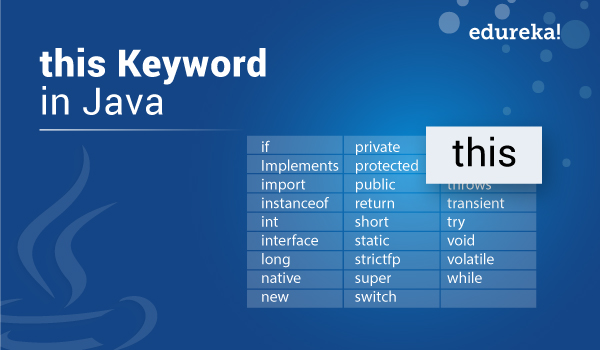 edureka!
this Keyword
in Java
if private
Implements protected this
import public throws
instanceof return transient
int short try
interface static void
long strictfp volatile
native super while
new switch